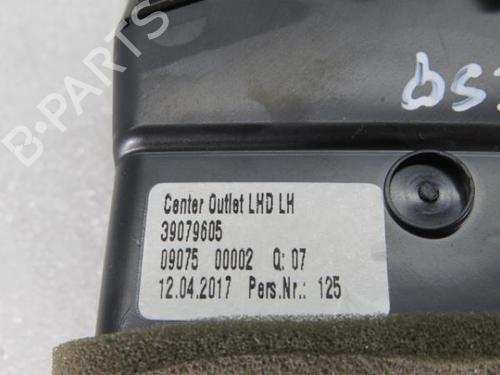 B-PARTS
Center Outlet LHD LH
39079605
09075 00002 Q: 07
12.04.2017 Pers.Nr.: 125